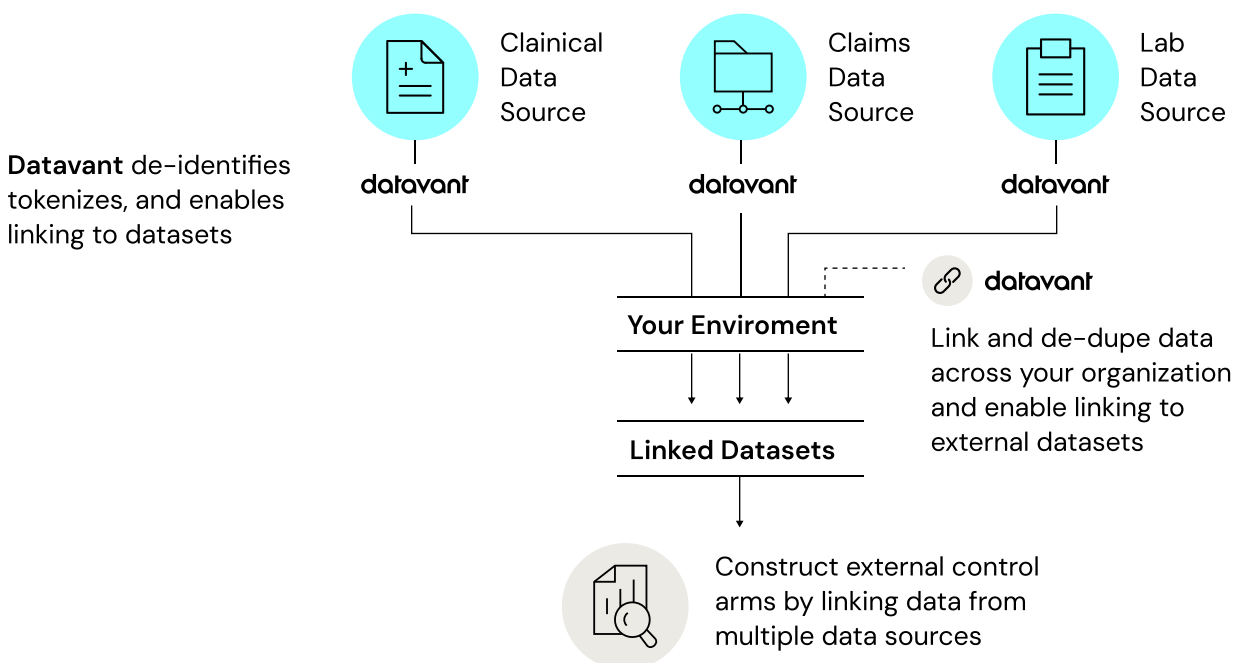 Clainical
Data
Source
Claims
Data
Source
Lab
Data
Source
Datavant de-identifies
tokenizes, and enables
linking to datasets
datavant
datavant
datavant
datavant
Your Enviroment
Link and de-dupe data
across your organization
and enable linking to
external datasets
Linked Datasets
Construct external control
arms by linking data from
multiple data sources